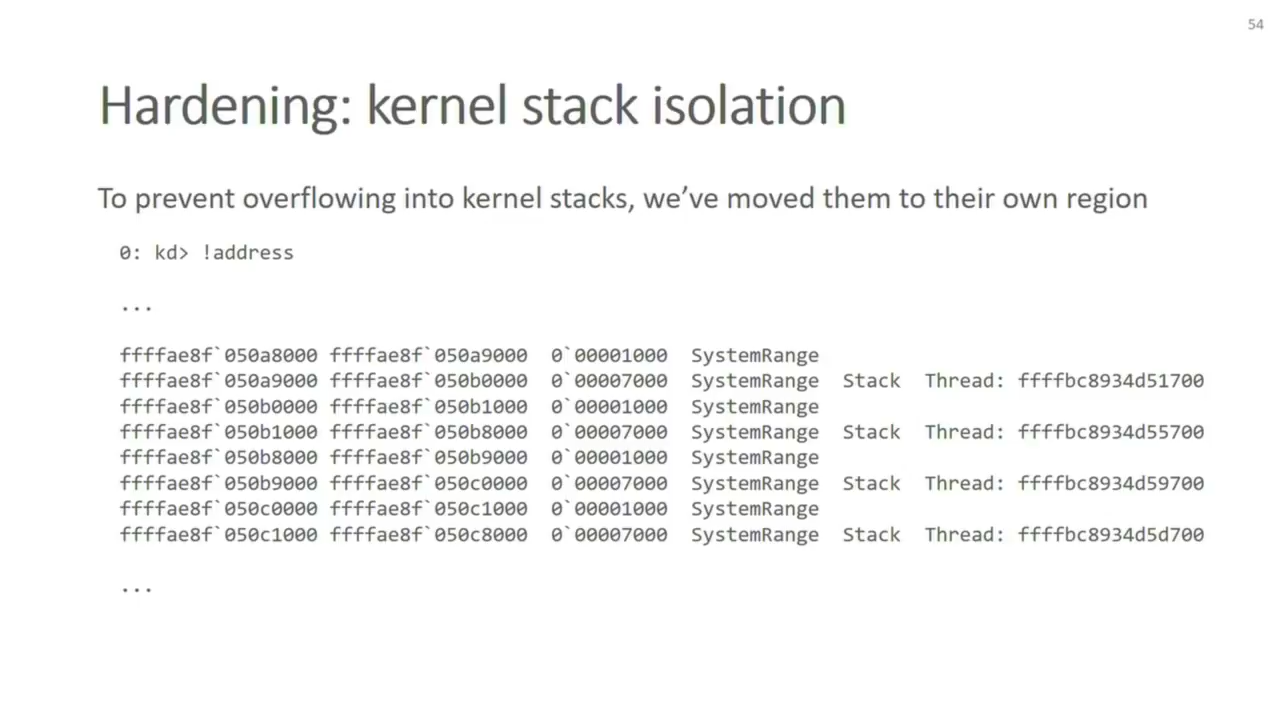 54
Hardening: kernel stack isolation
To prevent overflowing into kernel stacks, we’ve moved them to their own region
0: kd> !address
...
ffffae8f`050a8000 ffffae8f`050a9000 0`00001000 SystemRange
ffffae8f`050a9000 ffffae8f`050b0000 0`00007000 SystemRange Stack Thread: ffffbc8934d51700
ffffae8f`050b0000 ffffae8f`050b1000 0`00001000 SystemRange
ffffae8f`050b1000 ffffae8f`050b8000 0`00007000 SystemRange Stack Thread: ffffbc8934d55700
ffffae8f`050b8000 ffffae8f`050b9000 0`00001000 SystemRange
ffffae8f`050b9000 ffffae8f`050c0000 0`00007000 SystemRange Stack Thread: ffffbc8934d59700
ffffae8f`050c0000 ffffae8f`050c1000 0`00001000 SystemRange
ffffae8f`050c1000 ffffae8f`050c8000 0`00007000 SystemRange Stack Thread: ffffbc8934d5d700
...